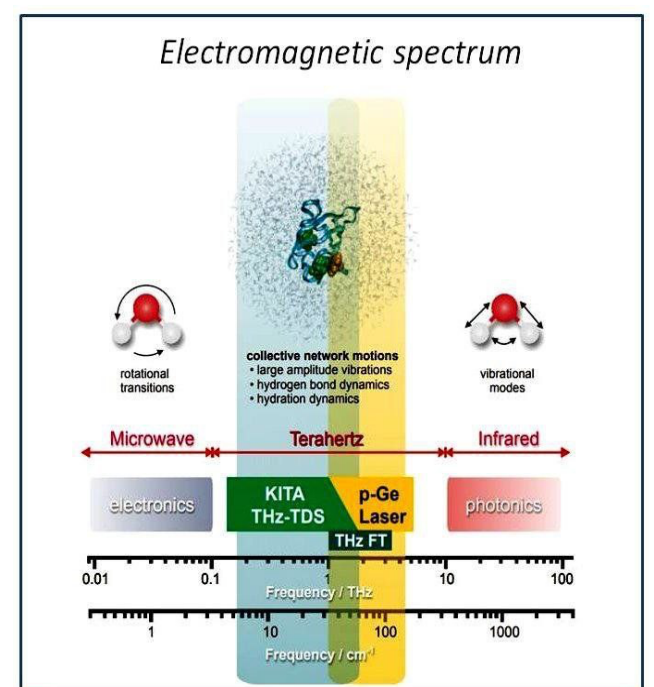 Electromagnetic spectrum
rotational
transitions
collective network motions
• large amplitude vibrations
• hydrogen bond dynamics
• hydration dynamics
vibrational
modes
Microwave Terahertz Infrared
electronics
KITA
THz-TDS
p-Ge
Laser
photonics
THz FT
0.01 0.1 1 10 100
Frequency / THz
1 10 100 1000
Frequency / cm⁻¹